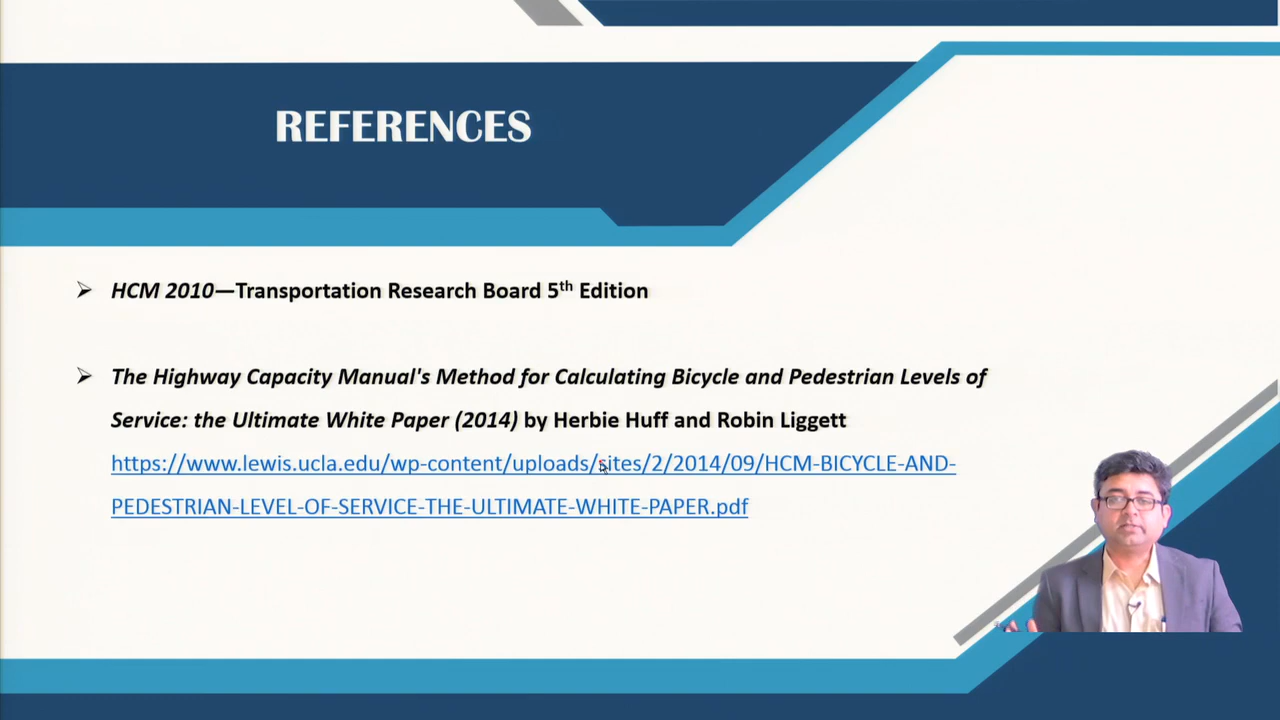 REFERENCES
HCM 2010—Transportation Research Board 5th Edition
The Highway Capacity Manual's Method for Calculating Bicycle and Pedestrian Levels of
Service: the Ultimate White Paper (2014) by Herbie Huff and Robin Liggett
https://www.lewis.ucla.edu/wp-content/uploads/sites/2/2014/09/HCM-BICYCLE-AND-
PEDESTRIAN-LEVEL-OF-SERVICE-THE-ULTIMATE-WHITE-PAPER.pdf